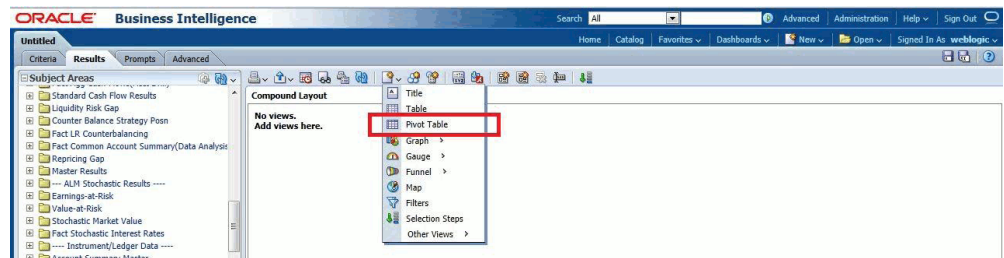 ORACLE Business Intelligence
Search All Advanced Administration Help Sign Out
Untitled
Home Catalog Favorites Dashboards New Open Signed In As weblogic
Criteria Results Prompts Advanced
Subject Areas
Standard Cash Flow Results
Liquidity Risk Gap
Counter Balance Strategy Posn
Fact LR Counterbalancing
Fact Common Account Summary(Data Analysis
Repricing Gap
Master Results
--- ALM Stochastic Results ----
Earnings-at-Risk
Value-at-Risk
Stochastic Market Value
Fact Stochastic Interest Rates
---- Instrument/Ledger Data ----
Account Summary Master
Compound Layout
No views.
Add views here.
Title
Table
Pivot Table
Graph >
Gauge >
Funnel >
Map
Filters
Selection Steps
Other Views >